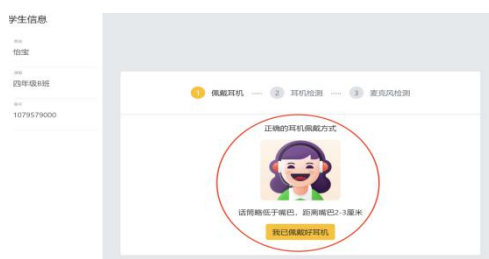 学生信息
怡宝
四年级B班
1079579000
1 佩戴耳机 — 2 耳机检测 — 3 麦克风检测
正确的耳机佩戴方式
话筒略低于嘴巴，距离嘴巴2-3厘米
我已佩戴好耳机